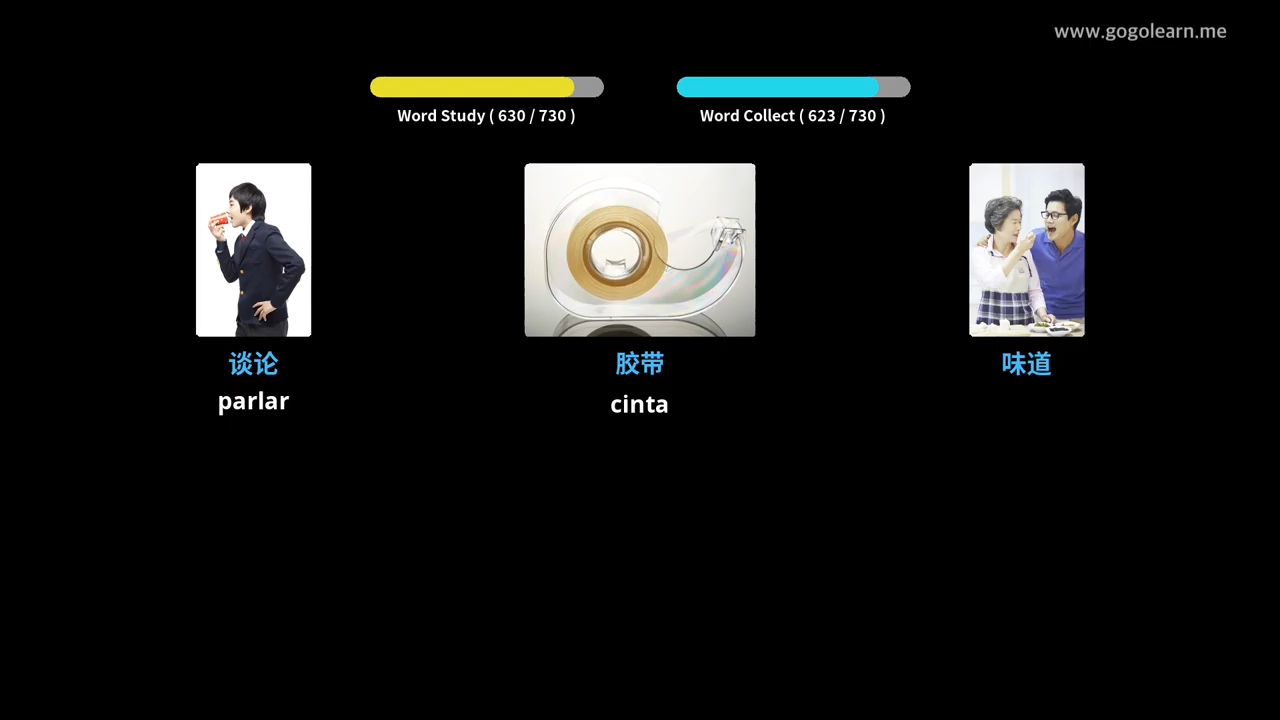 www.gogolearn.me
Word Study ( 630 / 730 )
Word Collect ( 623 / 730 )
谈论
胶带
味道
parlar
cinta